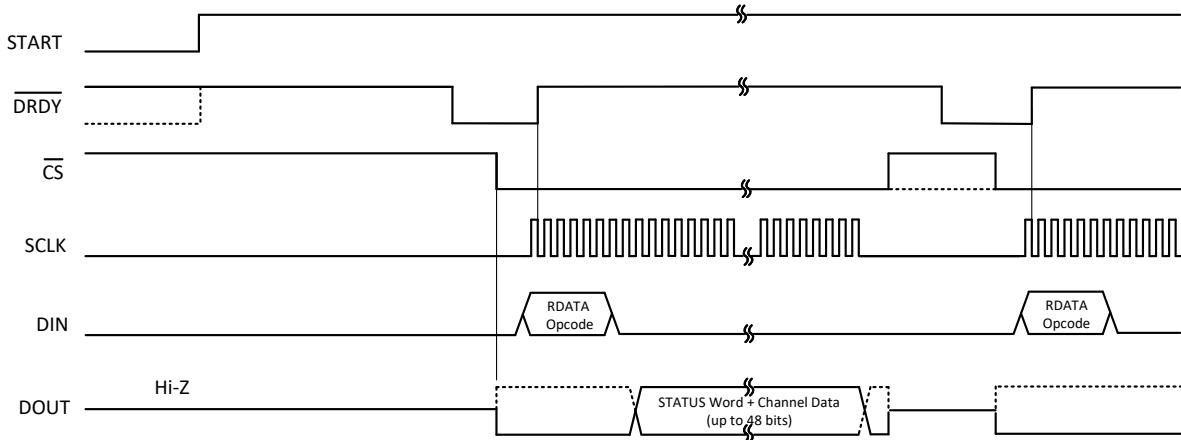 START
DRDY
CS
SCLK
DIN
RDATA
Opcode
RDATA
Opcode
Hi-Z
DOUT
STATUS Word + Channel Data
(up to 48 bits)